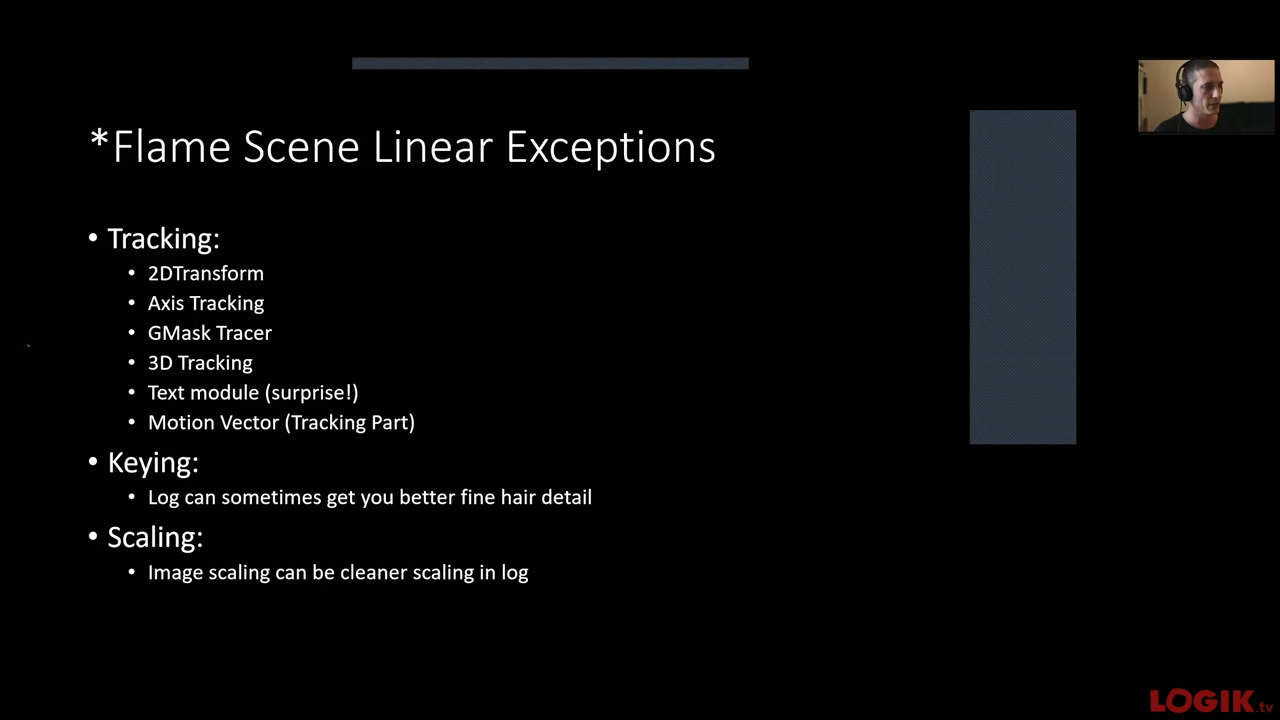 *Flame Scene Linear Exceptions
• Tracking:
• 2DTransform
• Axis Tracking
• GMask Tracer
• 3D Tracking
• Text module (surprise!)
• Motion Vector (Tracking Part)
• Keying:
• Log can sometimes get you better fine hair detail
• Scaling:
• Image scaling can be cleaner scaling in log
LOGIK.tv